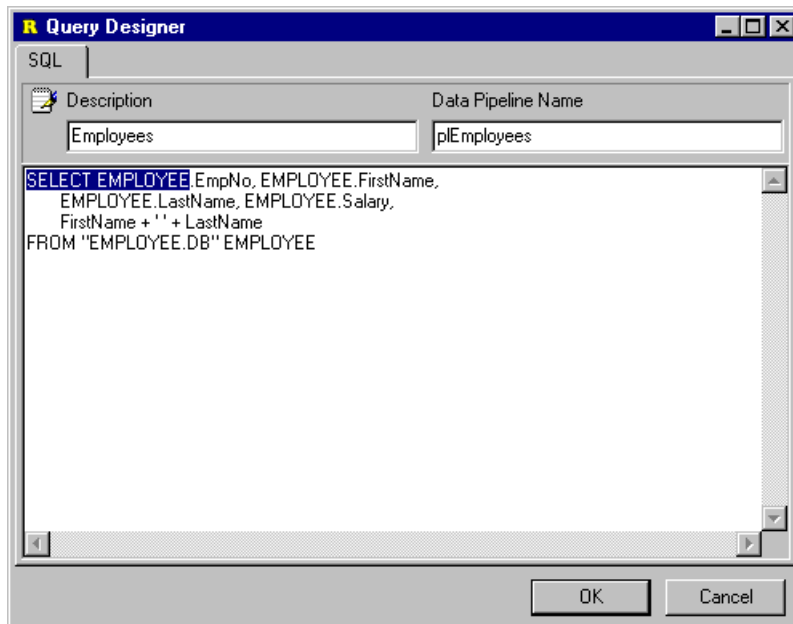 R Query Designer
SQL
Description Data Pipeline Name
Employees plEmployees
SELECT EMPLOYEE.EmpNo, EMPLOYEE.FirstName,
EMPLOYEE.LastName, EMPLOYEE.Salary,
FirstName + ' ' + LastName
FROM "EMPLOYEE.DB" EMPLOYEE
OK Cancel